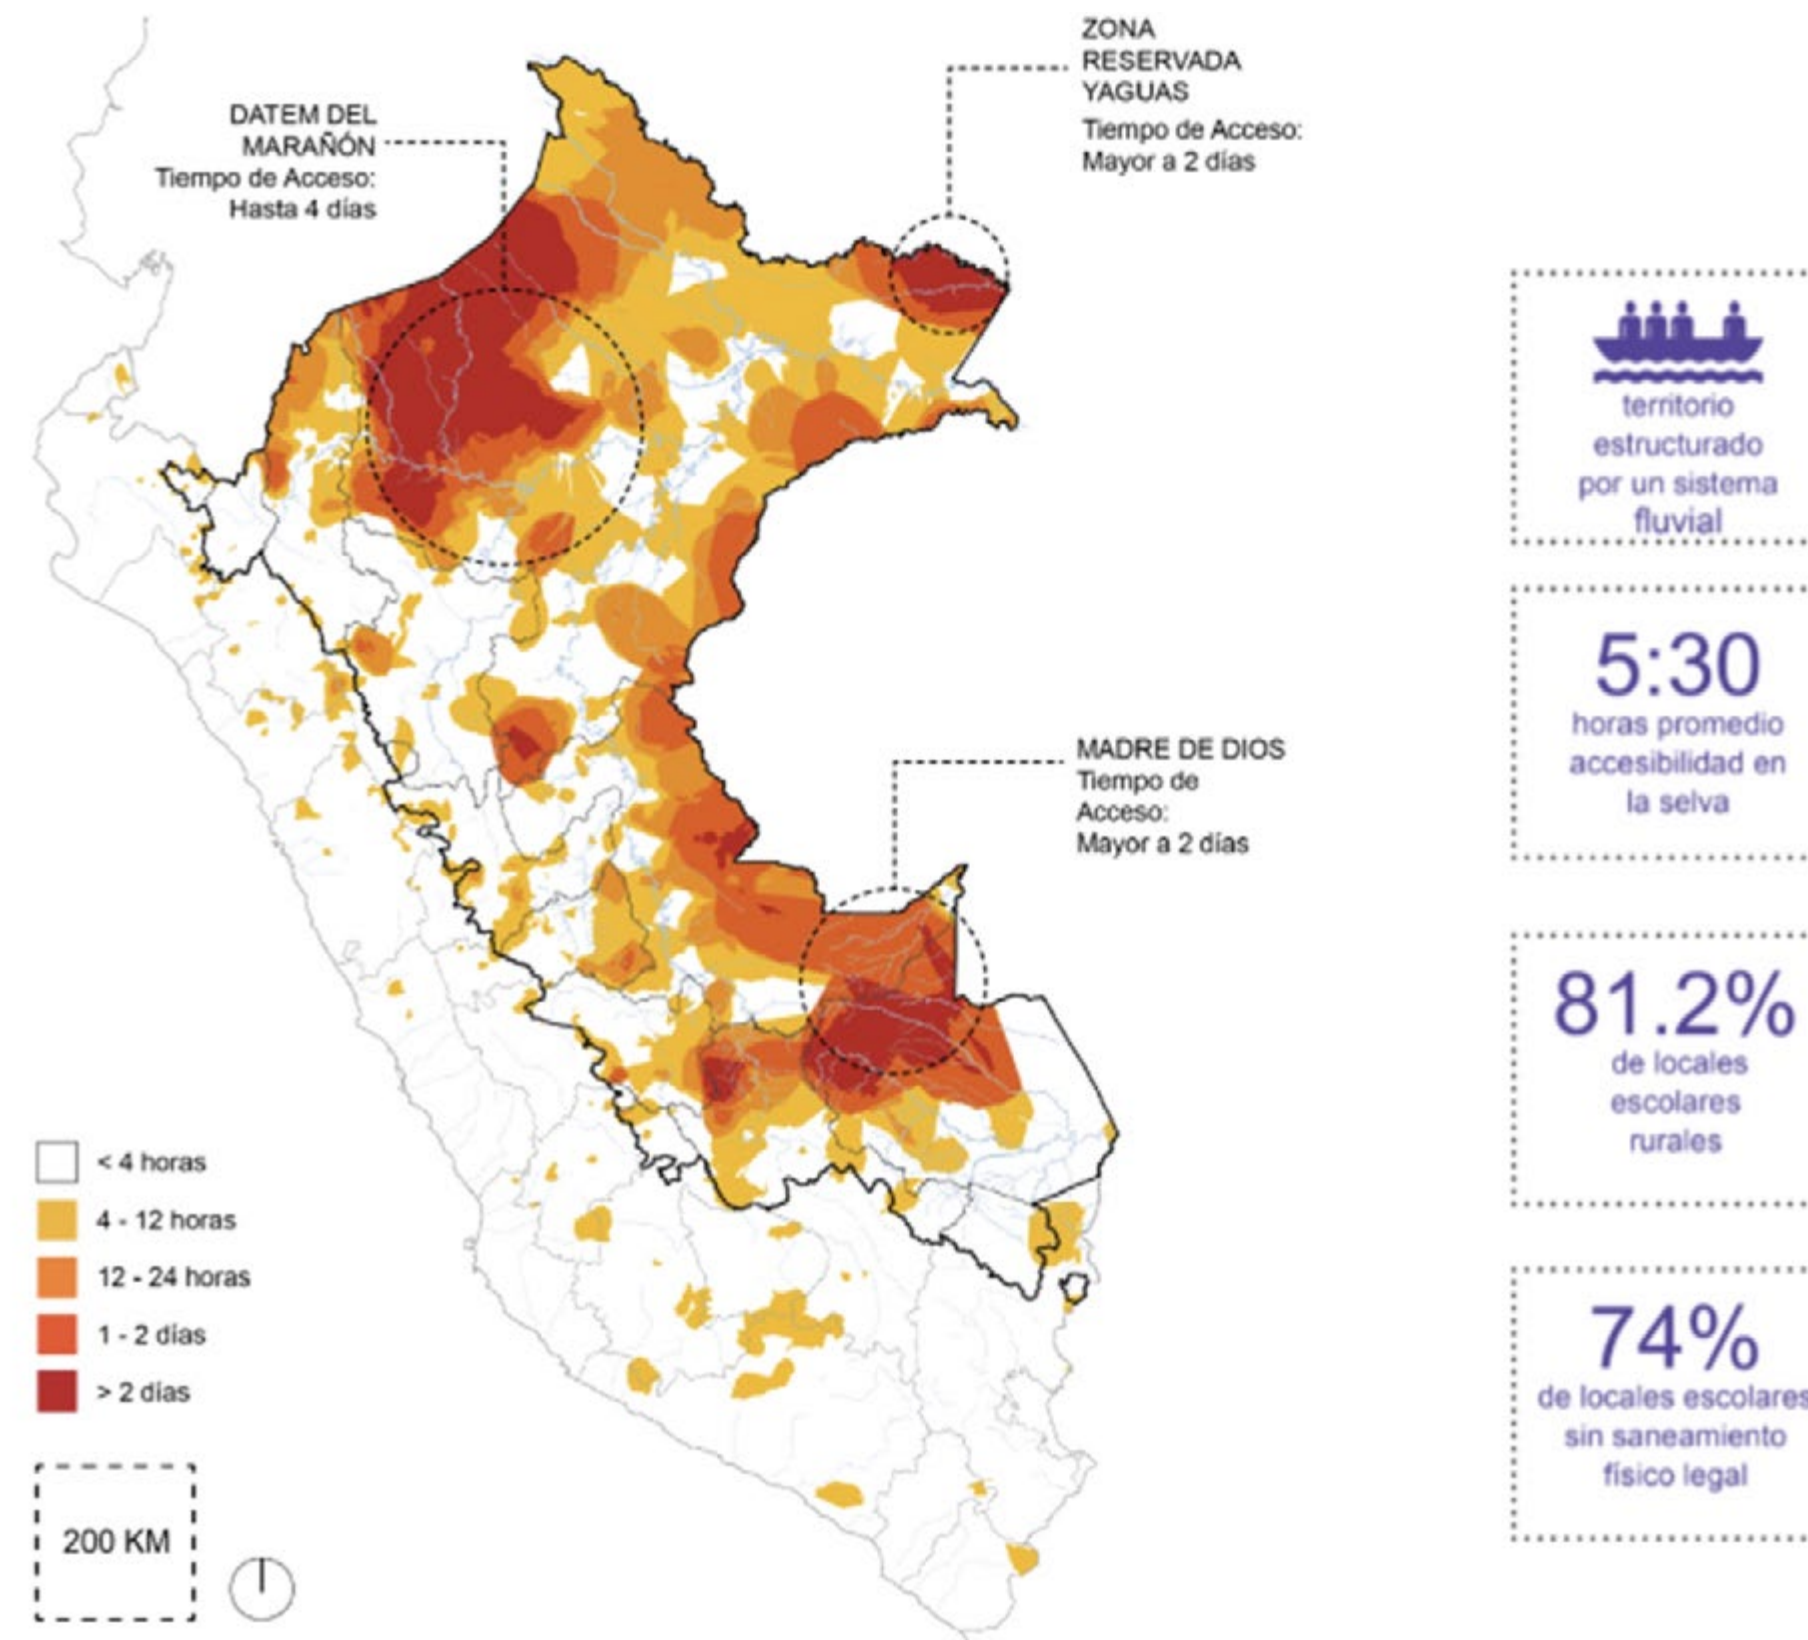 DATEM DEL
MARAÑÓN
Tiempo de Acceso:
Hasta 4 días
ZONA
RESERVADA
YAGUAS
Tiempo de Acceso:
Mayor a 2 días
MADRE DE DIOS
Tiempo de
Acceso:
Mayor a 2 días
< 4 horas
4 - 12 horas
12 - 24 horas
1 - 2 días
> 2 días
200 KM
territorio
estructurado
por un sistema
fluvial
5:30
horas promedio
accesibilidad en
la selva
81.2%
de locales
escolares
rurales
74%
de locales escolares
sin saneamiento
físico legal